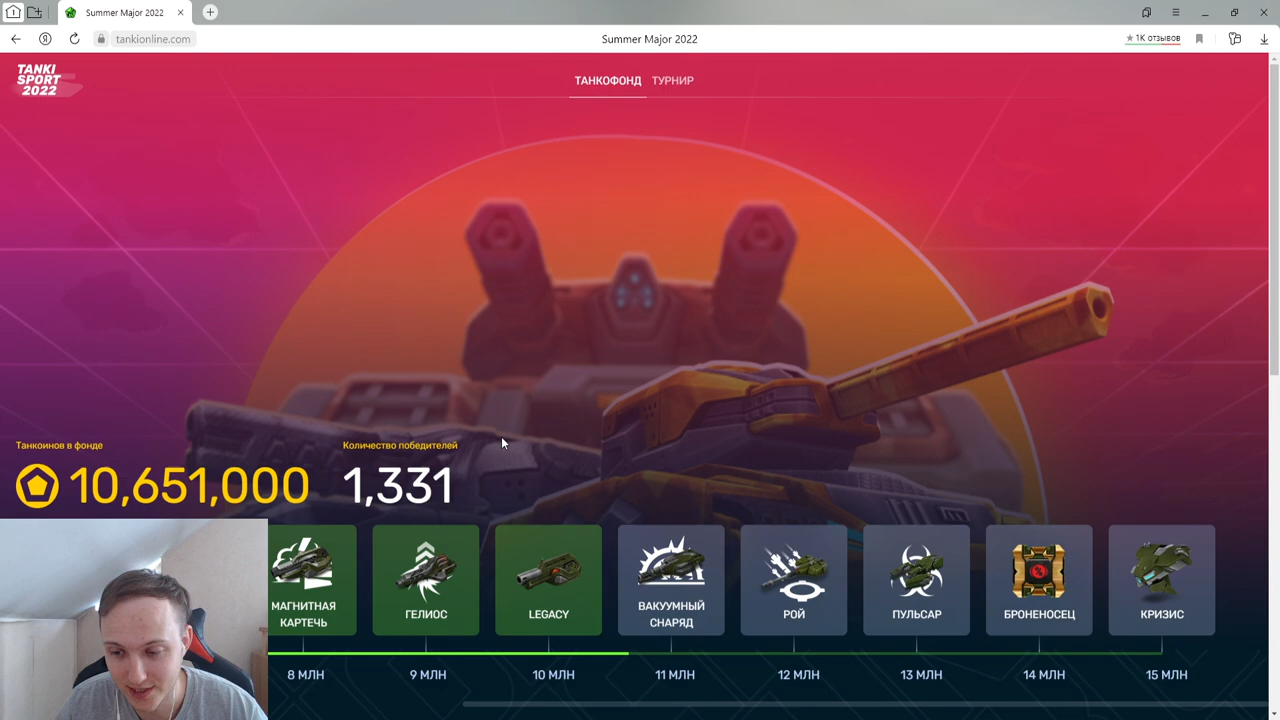 Summer Major 2022
tankionline.com
Summer Major 2022
1K отзывов
TANKI
SPORT
2022
ТАНКОФОНД
ТУРНИР
Танкоинов в фонде
Количество победителей
10,651,000
1,331
МАГНИТНАЯ
КАРТЕЧЬ
ГЕЛИОС
LEGACY
ВАКУУМНЫЙ
СНАРЯД
РОЙ
ПУЛЬСАР
БРОНЕНОСЕЦ
КРИЗИС
8 МЛН
9 МЛН
10 МЛН
11 МЛН
12 МЛН
13 МЛН
14 МЛН
15 МЛН